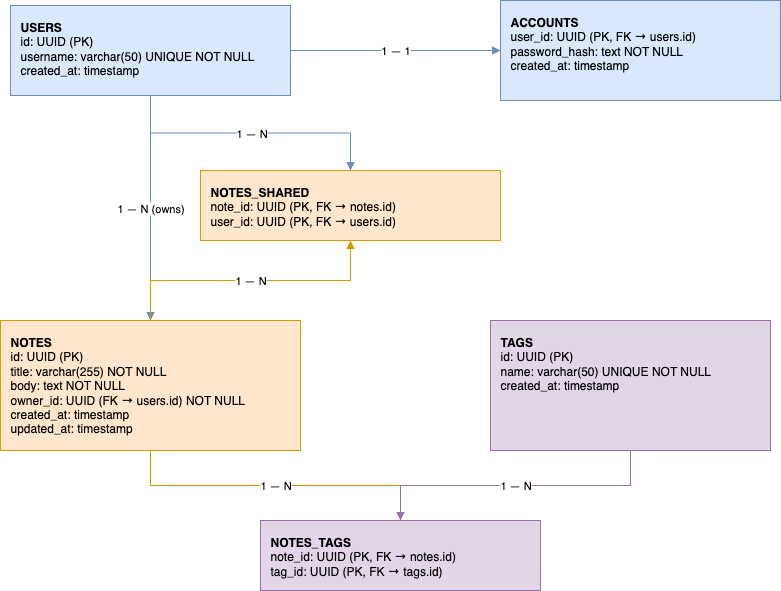 USERS
id: UUID (PK)
username: varchar(50) UNIQUE NOT NULL
created_at: timestamp
1 — 1
ACCOUNTS
user_id: UUID (PK, FK → users.id)
password_hash: text NOT NULL
created_at: timestamp
1 — N
NOTES_SHARED
note_id: UUID (PK, FK → notes.id)
user_id: UUID (PK, FK → users.id)
1 — N (owns)
1 — N
NOTES
id: UUID (PK)
title: varchar(255) NOT NULL
body: text NOT NULL
owner_id: UUID (FK → users.id) NOT NULL
created_at: timestamp
updated_at: timestamp
TAGS
id: UUID (PK)
name: varchar(50) UNIQUE NOT NULL
created_at: timestamp
1 — N
1 — N
NOTES_TAGS
note_id: UUID (PK, FK → notes.id)
tag_id: UUID (PK, FK → tags.id)